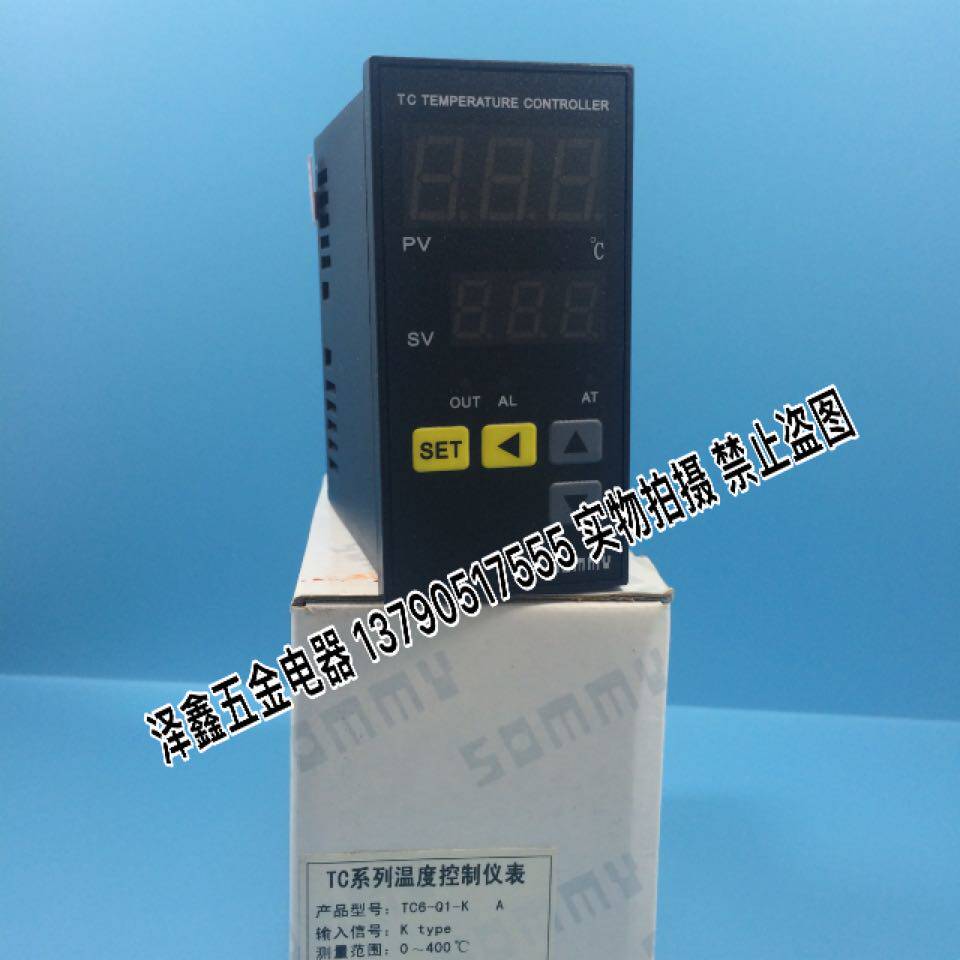 TC TEMPERATURE CONTROLLER
PV
℃
SV
OUT AL AT
SET
泽鑫五金电器 13790517555 实物拍摄 禁止盗图
sommy
sommy
TC系列温度控制仪表
产品型号: TC6-Q1-K A
输入信号: K type
测量范围: 0~400℃